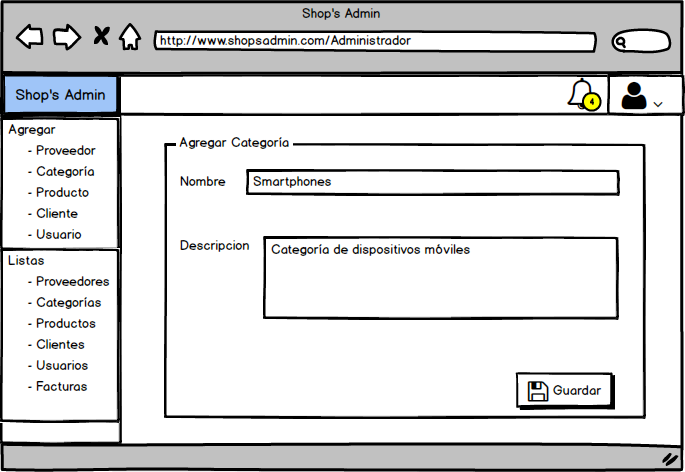 Shop's Admin
http://www.shopsadmin.com/Administrador
Shop's Admin
4
Agregar
- Proveedor
- Categoría
- Producto
- Cliente
- Usuario
Listas
- Proveedores
- Categorías
- Productos
- Clientes
- Usuarios
- Facturas
Agregar Categoría
Nombre
Smartphones
Descripcion
Categoría de dispositivos móviles
Guardar